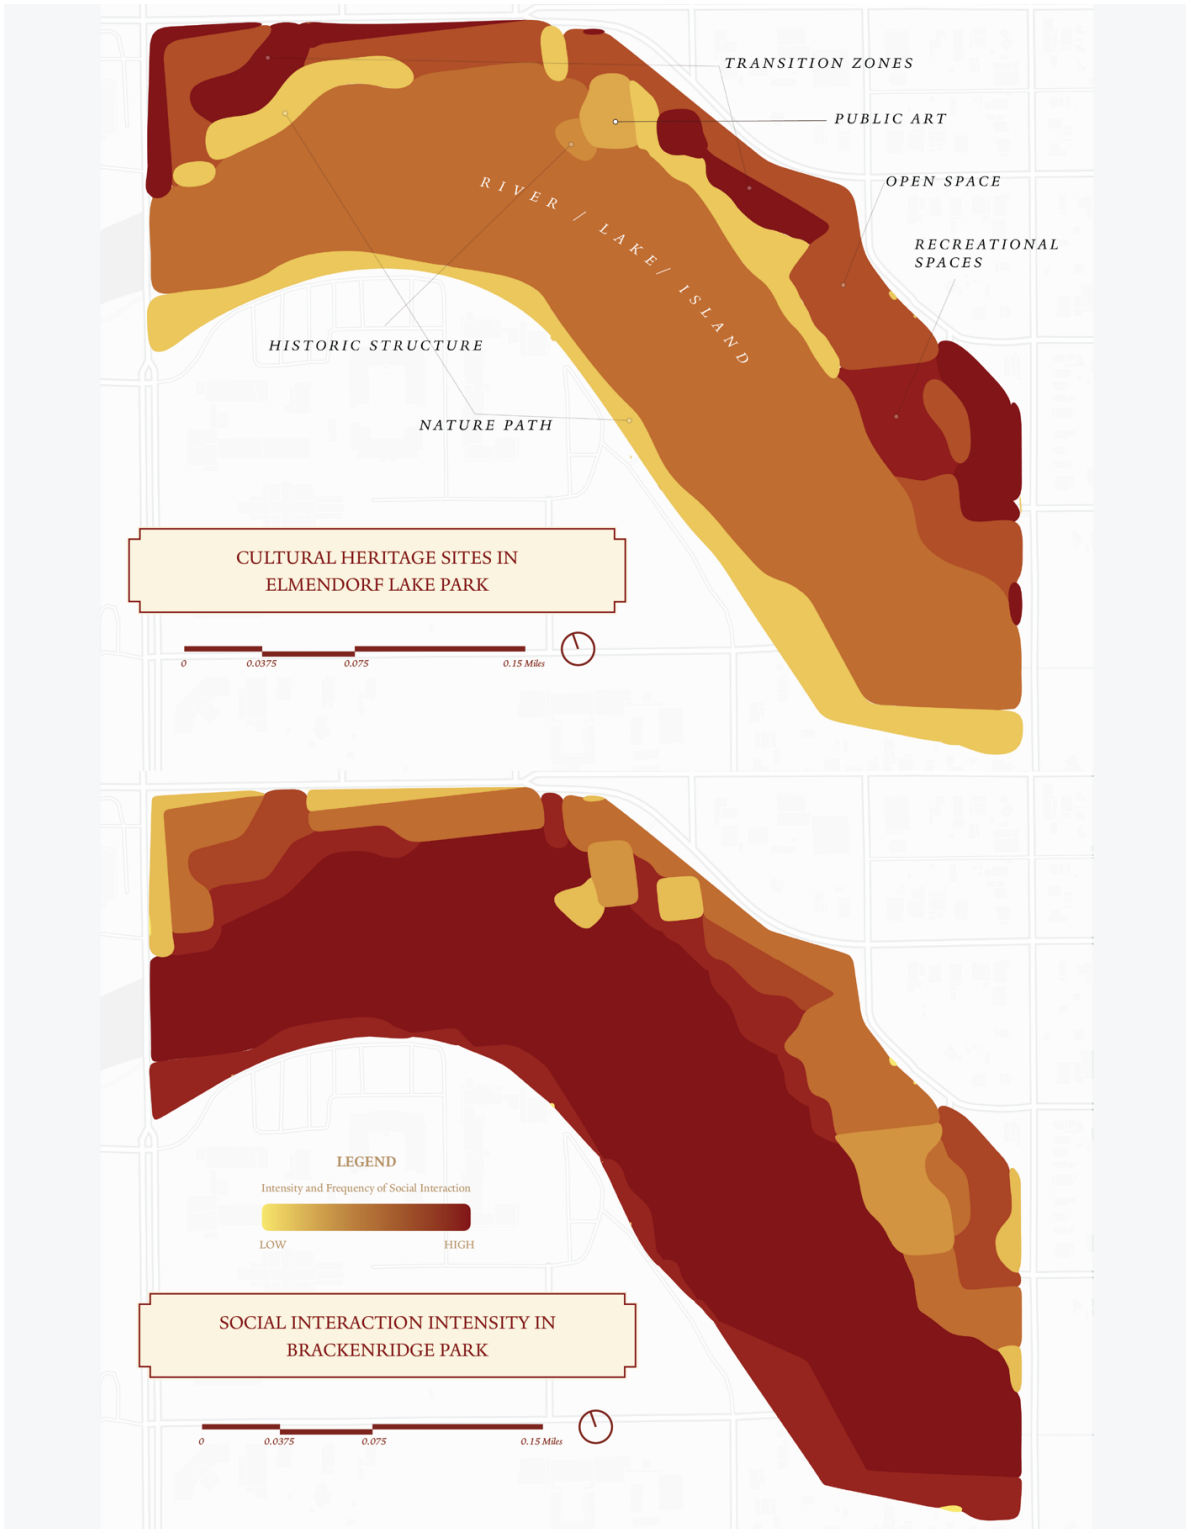 TRANSITION ZONES
PUBLIC ART
OPEN SPACE
RECREATIONAL
SPACES
RIVER / LAKE/ ISLAND
HISTORIC STRUCTURE
NATURE PATH
CULTURAL HERITAGE SITES IN
ELMENDORF LAKE PARK
0 0.0375 0.075 0.15 Miles
LEGEND
Intensity and Frequency of Social Interaction
LOW HIGH
SOCIAL INTERACTION INTENSITY IN
BRACKENRIDGE PARK
0 0.0375 0.075 0.15 Miles